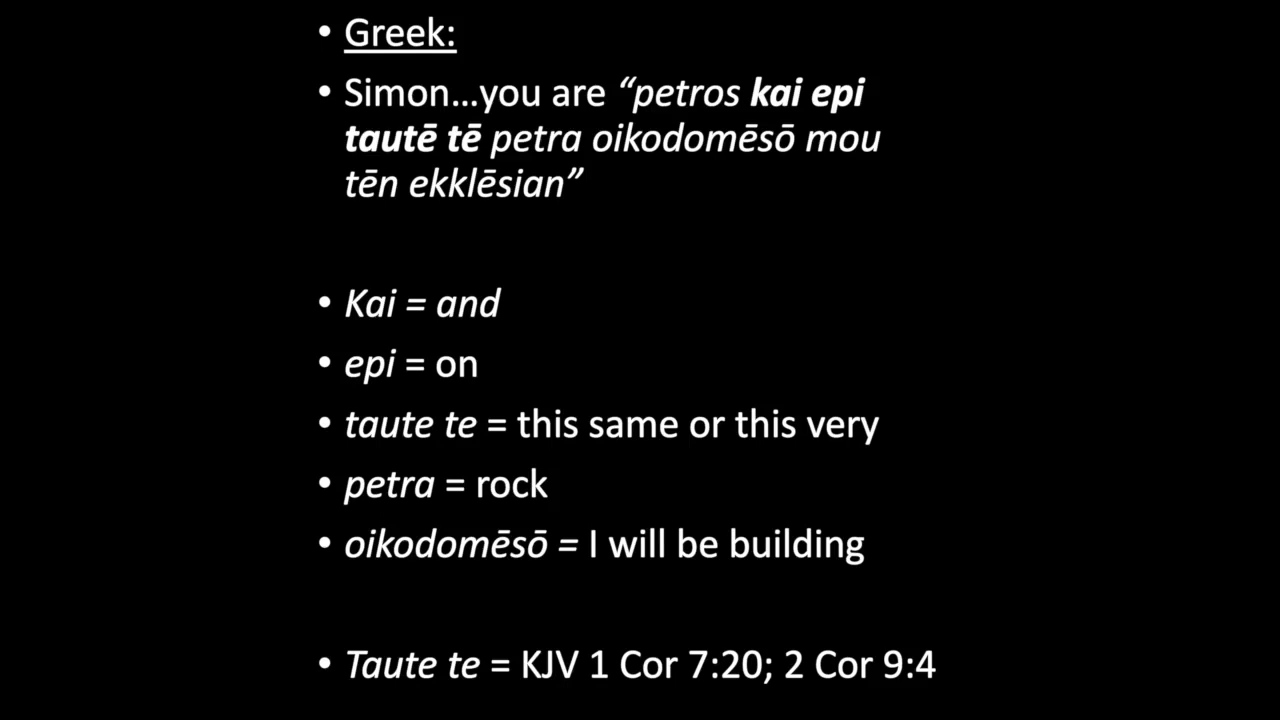 • Greek:
• Simon…you are “petros kai epi
tautē tē petra oikodomēsō mou
tēn ekklēsian”
• Kai = and
• epi = on
• taute te = this same or this very
• petra = rock
• oikodomēsō = I will be building
• Taute te = KJV 1 Cor 7:20; 2 Cor 9:4